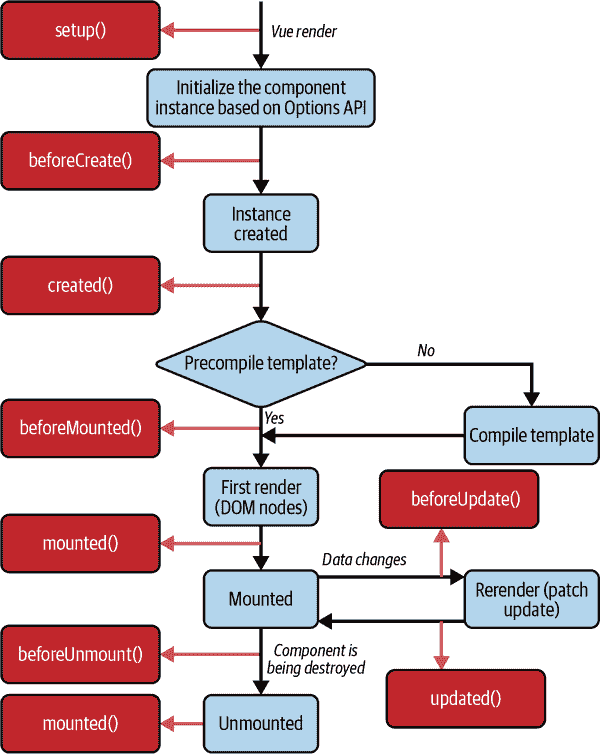 setup()
Vue render
Initialize the component
instance based on Options API
beforeCreate()
Instance
created
created()
Precompile template?
No
Yes
beforeMounted()
Compile template
First render
(DOM nodes)
beforeUpdate()
mounted()
Data changes
Mounted
Rerender (patch
update)
beforeUnmount()
Component is
being destroyed
updated()
mounted()
Unmounted